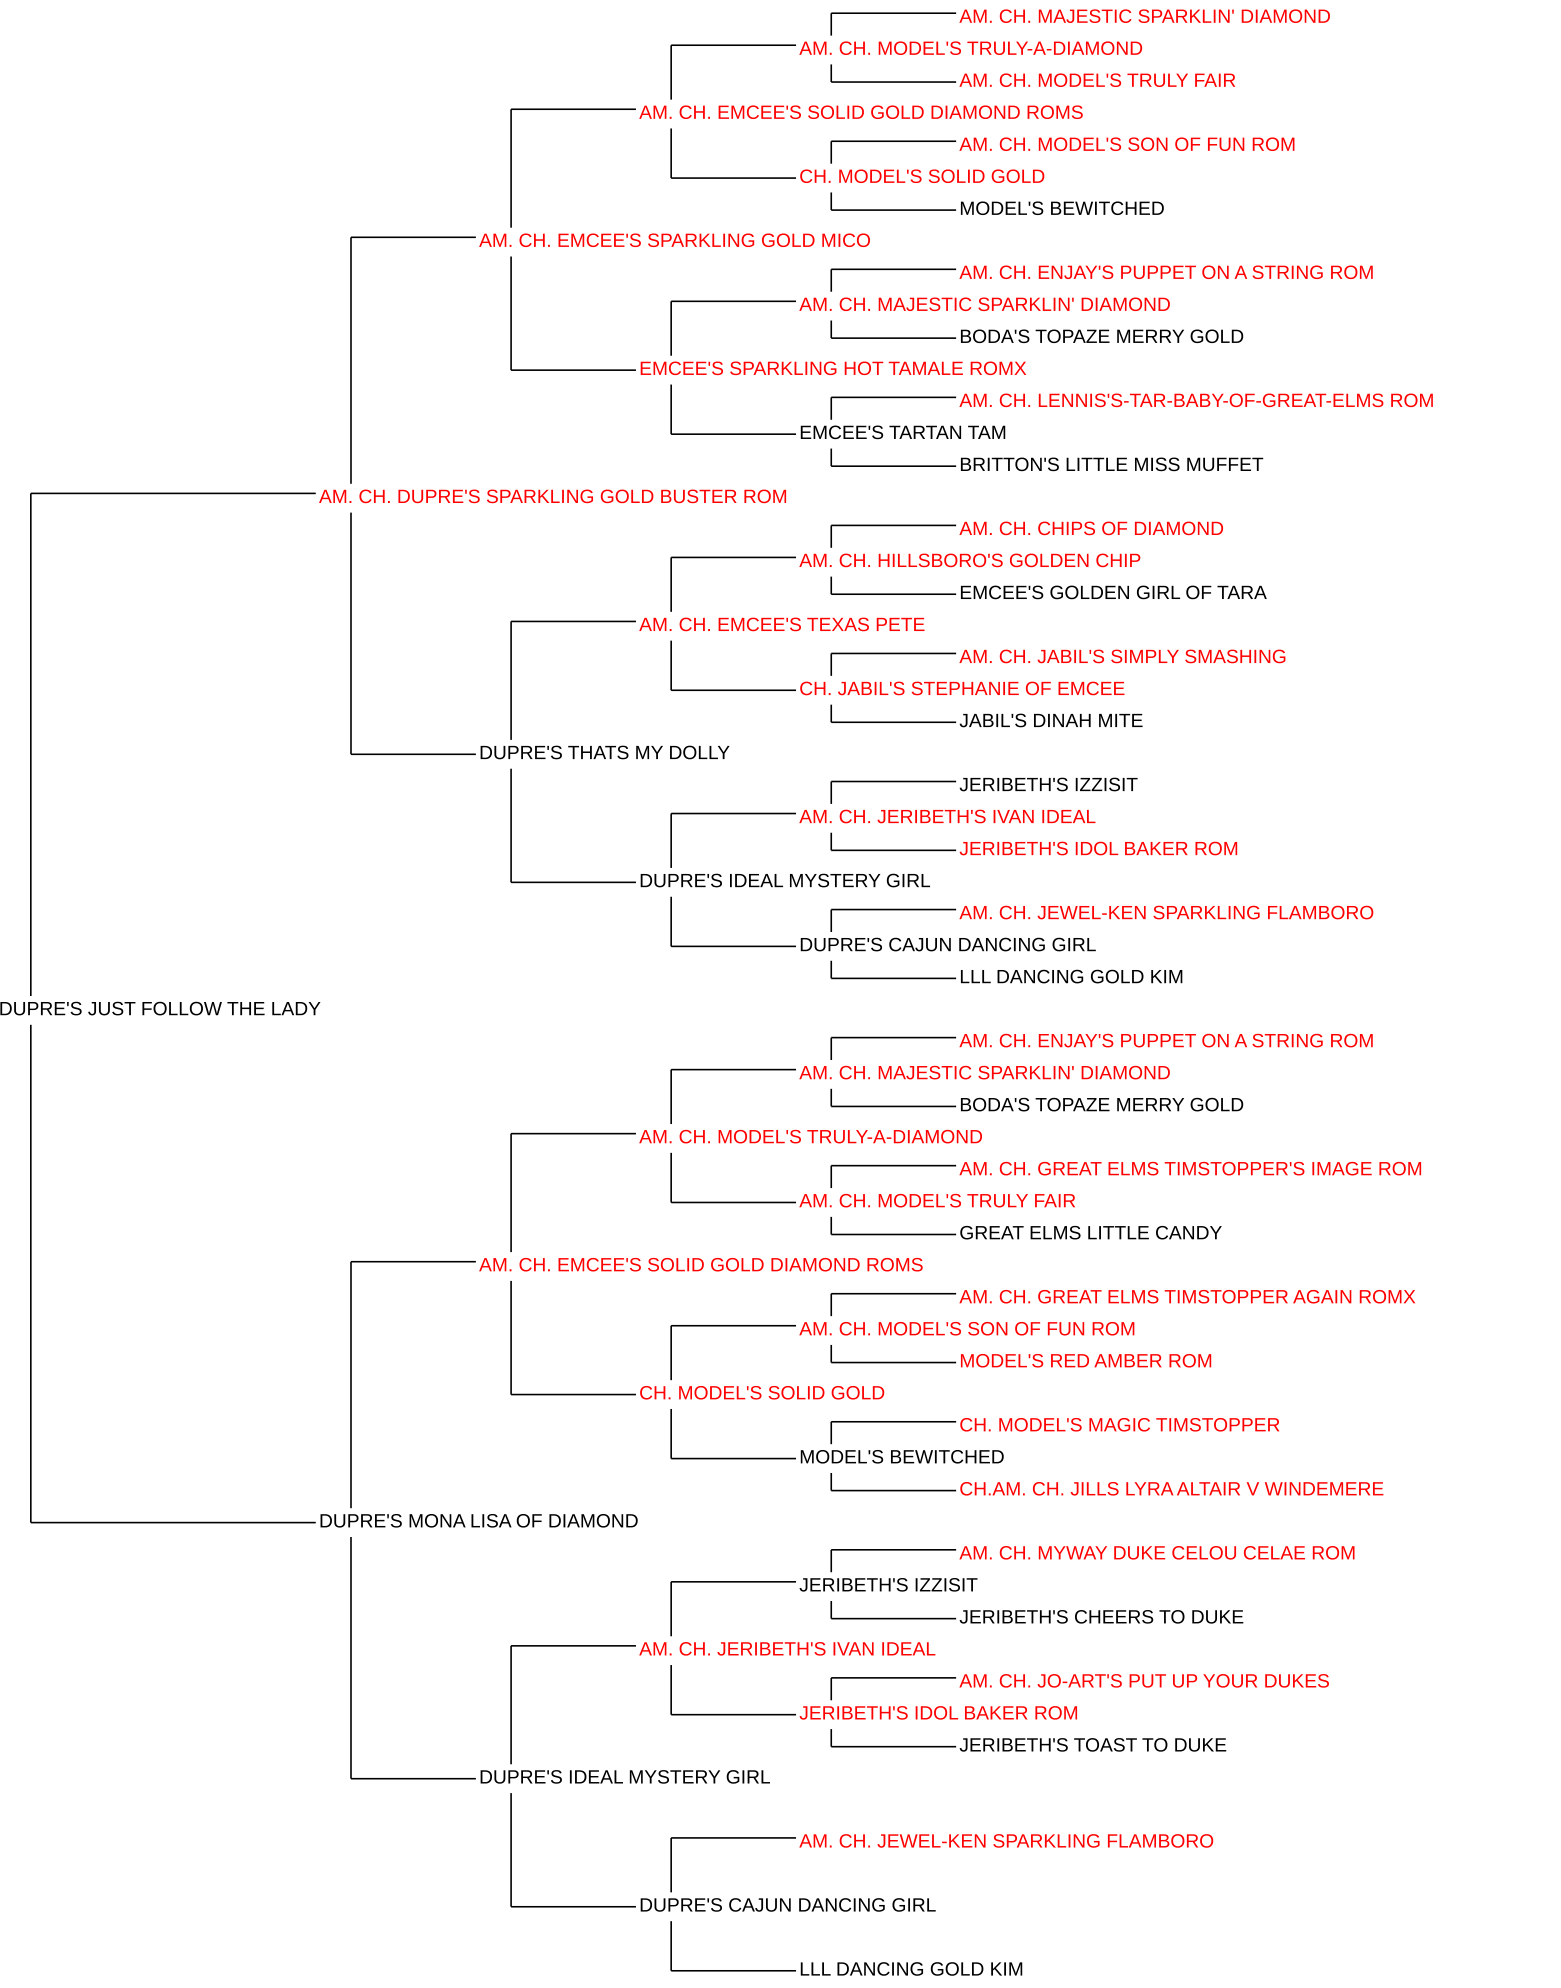 AM. CH. MAJESTIC SPARKLIN' DIAMOND
AM. CH. MODEL'S TRULY-A-DIAMOND
AM. CH. MODEL'S TRULY FAIR
AM. CH. EMCEE'S SOLID GOLD DIAMOND ROMS
AM. CH. MODEL'S SON OF FUN ROM
CH. MODEL'S SOLID GOLD
MODEL'S BEWITCHED
AM. CH. EMCEE'S SPARKLING GOLD MICO
AM. CH. ENJAY'S PUPPET ON A STRING ROM
AM. CH. MAJESTIC SPARKLIN' DIAMOND
BODA'S TOPAZE MERRY GOLD
EMCEE'S SPARKLING HOT TAMALE ROMX
AM. CH. LENNIS'S-TAR-BABY-OF-GREAT-ELMS ROM
EMCEE'S TARTAN TAM
BRITTON'S LITTLE MISS MUFFET
AM. CH. DUPRE'S SPARKLING GOLD BUSTER ROM
AM. CH. CHIPS OF DIAMOND
AM. CH. HILLSBORO'S GOLDEN CHIP
EMCEE'S GOLDEN GIRL OF TARA
AM. CH. EMCEE'S TEXAS PETE
AM. CH. JABIL'S SIMPLY SMASHING
CH. JABIL'S STEPHANIE OF EMCEE
JABIL'S DINAH MITE
DUPRE'S THATS MY DOLLY
JERIBETH'S IZZISIT
AM. CH. JERIBETH'S IVAN IDEAL
JERIBETH'S IDOL BAKER ROM
DUPRE'S IDEAL MYSTERY GIRL
AM. CH. JEWEL-KEN SPARKLING FLAMBORO
DUPRE'S CAJUN DANCING GIRL
LLL DANCING GOLD KIM
DUPRE'S JUST FOLLOW THE LADY
AM. CH. ENJAY'S PUPPET ON A STRING ROM
AM. CH. MAJESTIC SPARKLIN' DIAMOND
BODA'S TOPAZE MERRY GOLD
AM. CH. MODEL'S TRULY-A-DIAMOND
AM. CH. GREAT ELMS TIMSTOPPER'S IMAGE ROM
AM. CH. MODEL'S TRULY FAIR
GREAT ELMS LITTLE CANDY
AM. CH. EMCEE'S SOLID GOLD DIAMOND ROMS
AM. CH. GREAT ELMS TIMSTOPPER AGAIN ROMX
AM. CH. MODEL'S SON OF FUN ROM
MODEL'S RED AMBER ROM
CH. MODEL'S SOLID GOLD
CH. MODEL'S MAGIC TIMSTOPPER
MODEL'S BEWITCHED
CH.AM. CH. JILLS LYRA ALTAIR V WINDEMERE
DUPRE'S MONA LISA OF DIAMOND
AM. CH. MYWAY DUKE CELOU CELAE ROM
JERIBETH'S IZZISIT
JERIBETH'S CHEERS TO DUKE
AM. CH. JERIBETH'S IVAN IDEAL
AM. CH. JO-ART'S PUT UP YOUR DUKES
JERIBETH'S IDOL BAKER ROM
JERIBETH'S TOAST TO DUKE
DUPRE'S IDEAL MYSTERY GIRL
AM. CH. JEWEL-KEN SPARKLING FLAMBORO
DUPRE'S CAJUN DANCING GIRL
LLL DANCING GOLD KIM